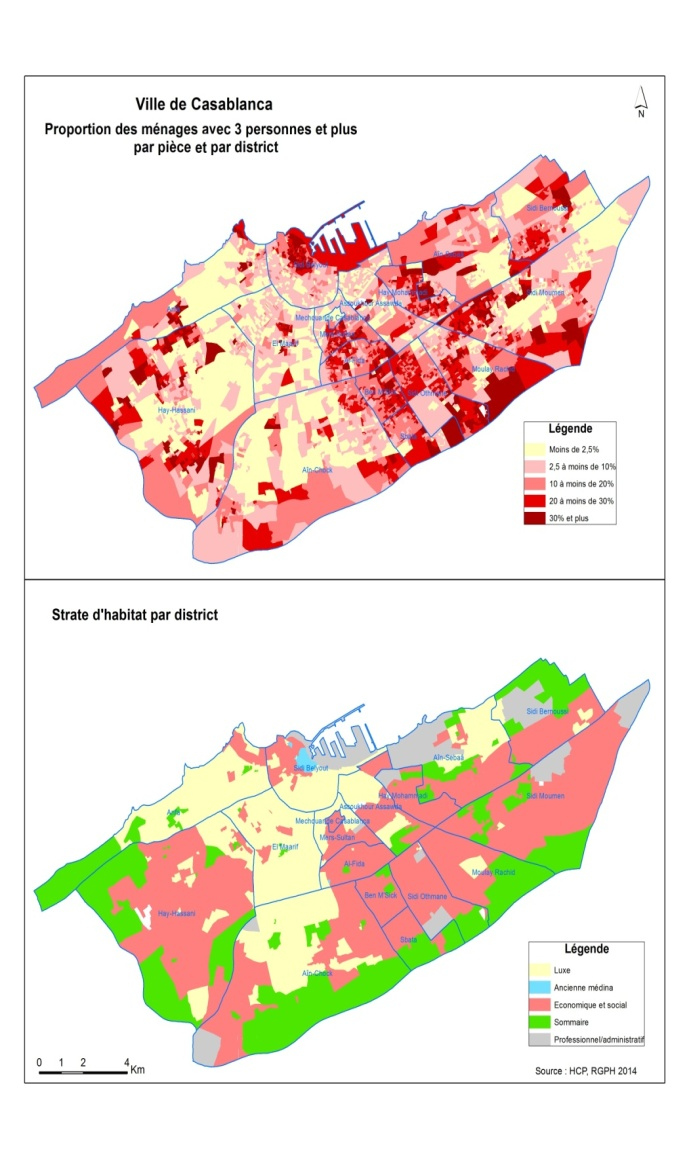 Ville de Casablanca
Proportion des ménages avec 3 personnes et plus
par pièce et par district
N
Sidi Bernoussi
Aïn-Sebaâ
Sidi Belyout
Hay Mohammadi
Sidi Moumen
Assoukhour Assawda
Anfa
Mechouar de Casablanca
El Maarif
Moulay Rachid
Ben M'Sick
Sidi Othmane
Hay-Hassani
Sbata
Aïn-Chock
Légende
Moins de 2,5%
2,5 à moins de 10%
10 à moins de 20%
20 à moins de 30%
30% et plus
Strate d'habitat par district
Sidi Bernoussi
Aïn-Sebaâ
Sidi Belyout
Hay Mohammadi
Sidi Moumen
Assoukhour Assawda
Anfa
Mechouar de Casablanca
Mers-Sultan
El Maarif
Al-Fida
Moulay Rachid
Ben M'Sick
Sidi Othmane
Hay-Hassani
Sbata
Aïn-Chock
Légende
Luxe
Ancienne médina
Economique et social
Sommaire
Professionnel/administratif
0 1 2 4
Km
Source : HCP, RGPH 2014